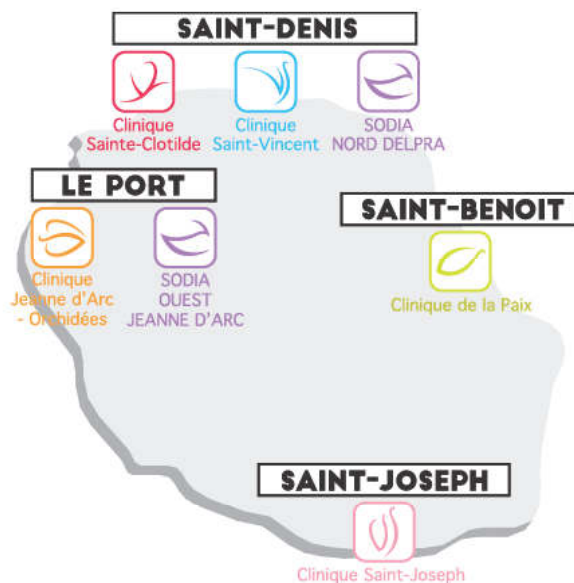 SAINT-DENIS
Clinique
Sainte-Clotilde
Clinique
Saint-Vincent
SODIA
NORD DELPRA
LE PORT
Clinique
Jeanne d'Arc
- Orchidées
SODIA
OUEST
JEANNE D'ARC
SAINT-BENOIT
Clinique de la Paix
SAINT-JOSEPH
Clinique Saint-Joseph